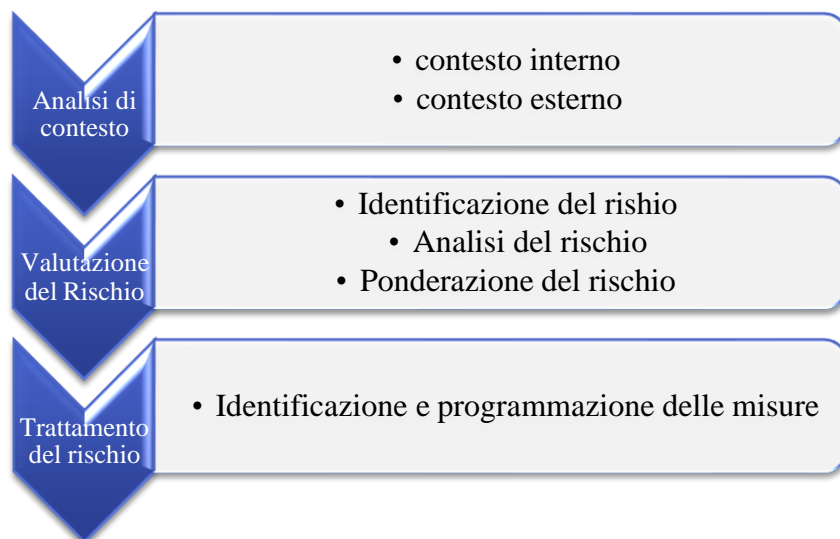 Analisi di
contesto
• contesto interno
• contesto esterno
Valutazione
del Rischio
• Identificazione del rishio
• Analisi del rischio
• Ponderazione del rischio
Trattamento
del rischio
• Identificazione e programmazione delle misure